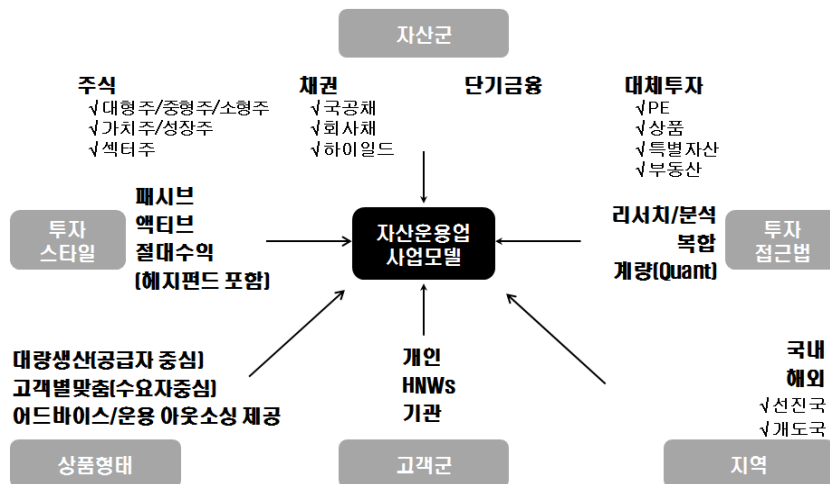 자산군
주식
√대형주/중형주/소형주
√가치주/성장주
√섹터주
채권
√국공채
√회사채
√하이일드
단기금융
대체투자
√PE
√상품
√특별자산
√부동산
투자
스타일
패시브
액티브
절대수익
(헤지펀드 포함)
자산운용업
사업모델
리서치/분석
복합
계량(Quant)
투자
접근법
대량생산(공급자 중심)
고객별맞춤(수요자중심)
어드바이스/운용 아웃소싱 제공
상품형태
개인
HNWs
기관
고객군
국내
해외
√선진국
√개도국
지역